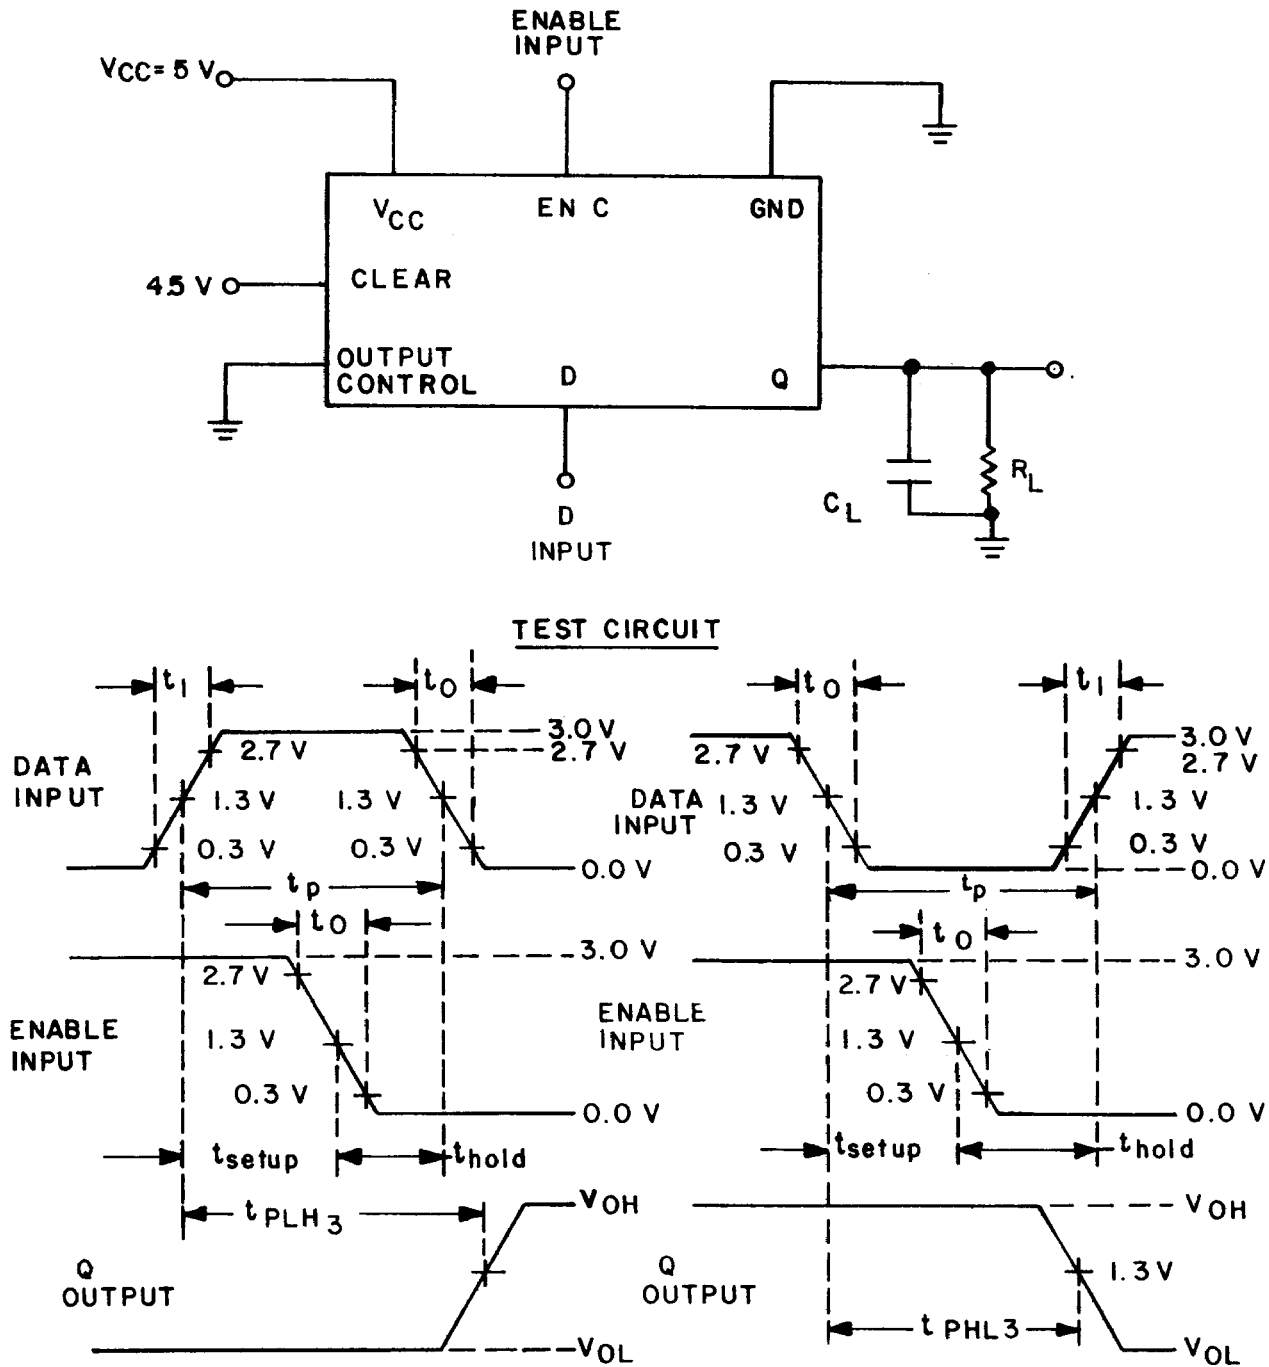 ENABLE
INPUT
VCC = 5 V
VCC
EN C
GND
4.5 V
CLEAR
OUTPUT
CONTROL
D
Q
CL
RL
D
INPUT
TEST CIRCUIT
t1
t0
t0
t1
DATA
INPUT
2.7 V
3.0 V
2.7 V
1.3 V
1.3 V
0.3 V
0.3 V
0.0 V
tp
DATA
INPUT
2.7 V
3.0 V
2.7 V
1.3 V
1.3 V
0.3 V
0.3 V
0.0 V
tp
ENABLE
INPUT
t0
3.0 V
2.7 V
1.3 V
0.3 V
0.0 V
tsetup
thold
ENABLE
INPUT
t0
3.0 V
2.7 V
1.3 V
0.3 V
0.0 V
tsetup
thold
tPLH3
VOH
Q
OUTPUT
VOL
VOH
Q
OUTPUT
1.3 V
tPHL3
VOL